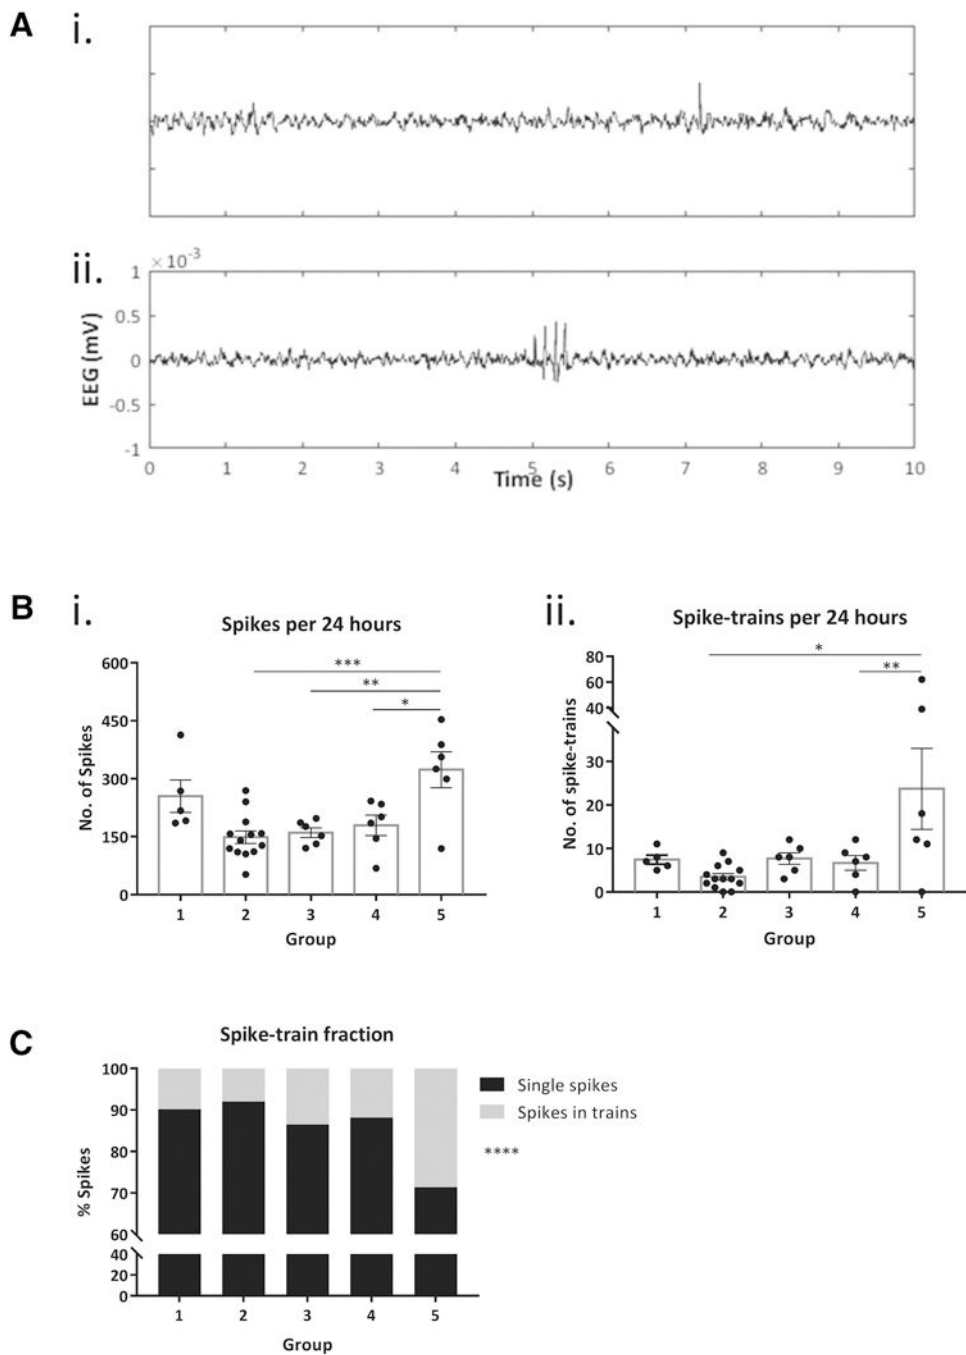 A i.
ii.
× 10⁻³
1
0.5
0
-0.5
-1
EEG (mV)
0 1 2 3 4 5 6 7 8 9 10
Time (s)
B i.
Spikes per 24 hours
***
**
*
600
450
300
150
0
No. of Spikes
1 2 3 4 5
Group
ii.
Spike-trains per 24 hours
*
**
80
60
40
30
20
10
0
No. of spike-trains
1 2 3 4 5
Group
C
Spike-train fraction
100
90
80
70
60
40
20
0
% Spikes
1 2 3 4 5
Group
Single spikes
Spikes in trains
****